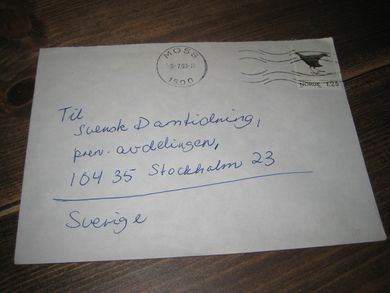 MOSS
1500
NORGE 1.25
Til
Svensk Damtidning,
pren. avdelingen,
104 35 Stockholm 23
Sverige